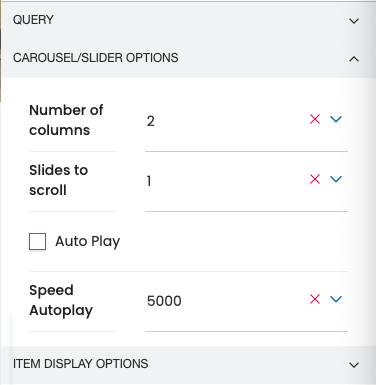 QUERY
CAROUSEL/SLIDER OPTIONS
Number of
columns
2
Slides to
scroll
1
Auto Play
Speed
Autoplay
5000
ITEM DISPLAY OPTIONS